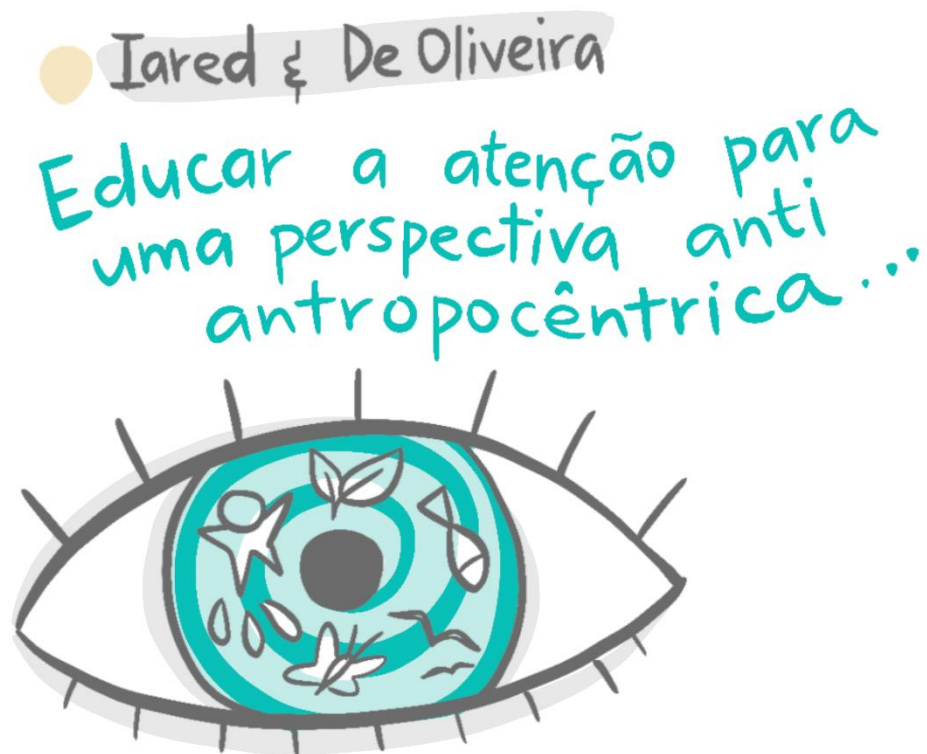 Iared & De Oliveira
Educar a atenção para
uma perspectiva anti
antropocêntrica...